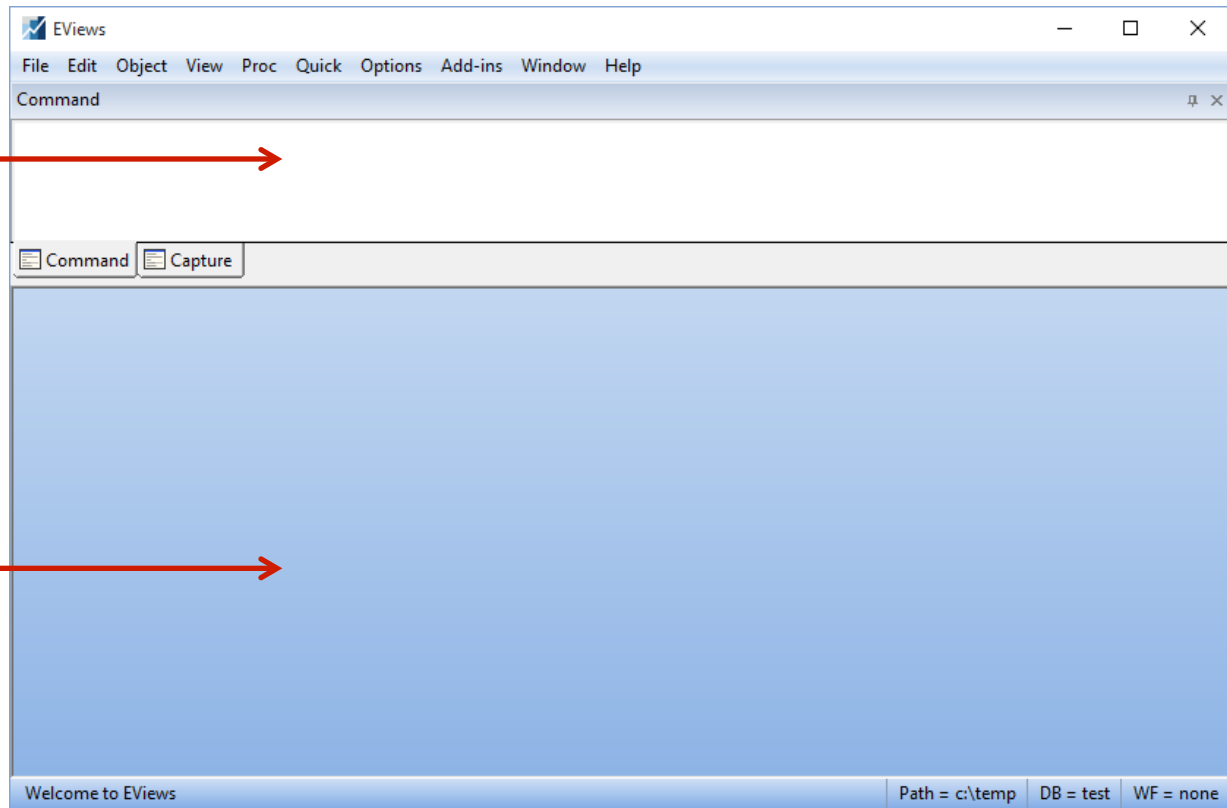 EViews
File Edit Object View Proc Quick Options Add-ins Window Help
Command
Command Capture
Welcome to EViews Path = c:\temp DB = test WF = none